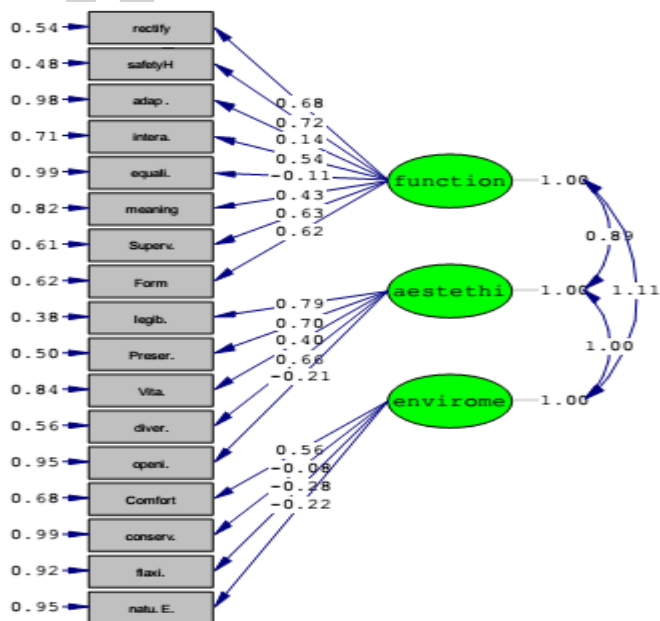 0.54 rectify
0.48 safetyH
0.98 adap.
0.71 intera.
0.99 equali.
0.82 meaning
0.61 Superv.
0.62 Form
0.38 legib.
0.50 Preser.
0.84 Vita.
0.56 diver.
0.95 openi.
0.68 Comfort
0.99 conserv.
0.92 flaxi.
0.95 natu. E.
0.68
0.72
0.14
0.54
-0.11
0.43
0.63
0.62
0.79
0.70
0.40
0.66
-0.21
0.56
-0.08
-0.28
-0.22
function 1.00
aestethi 1.00
envirome 1.00
0.89
1.11
1.00